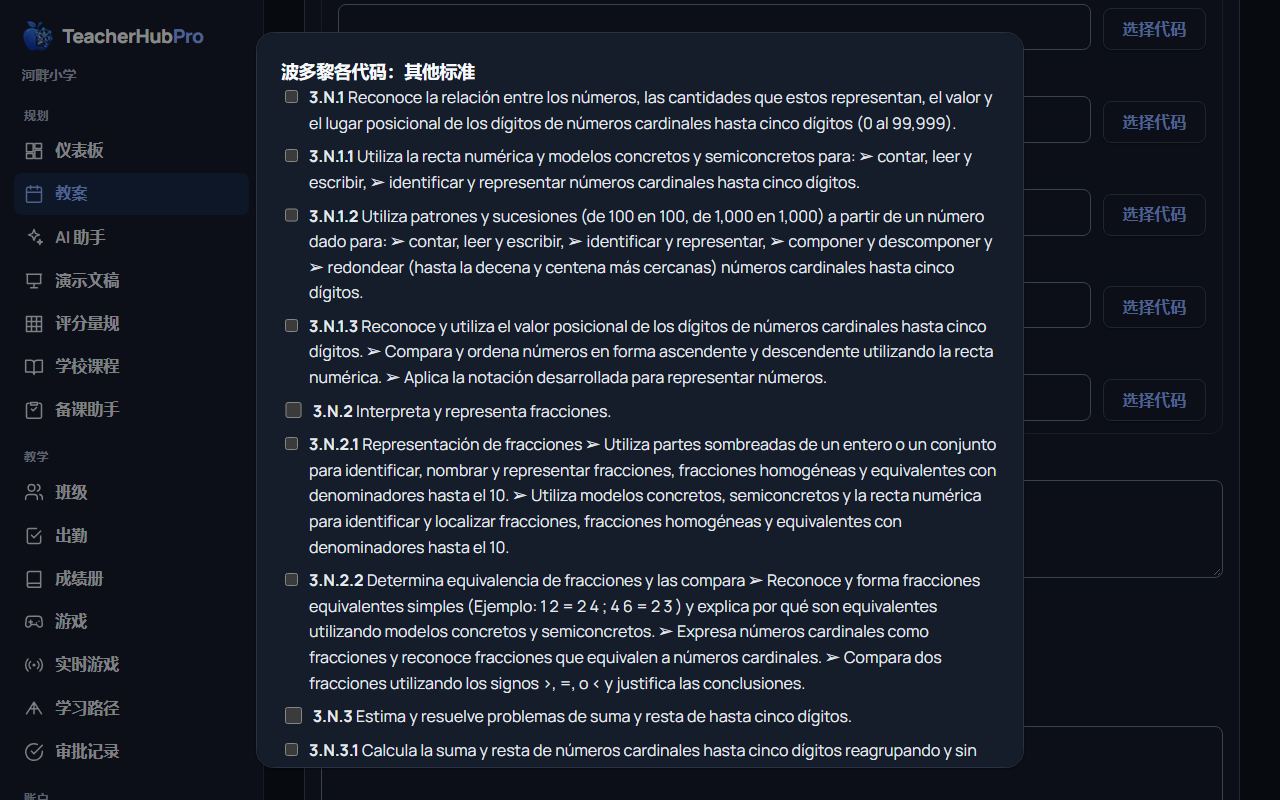 TeacherHubPro
河畔小学
规划
仪表板
教案
AI 助手
演示文稿
评分量规
学校课程
备课助手
教学
班级
出勤
成绩册
游戏
实时游戏
学习路径
审批记录
账户
选择代码
选择代码
选择代码
选择代码
选择代码
波多黎各代码：其他标准
3.N.1 Reconoce la relación entre los números, las cantidades que estos representan, el valor y
el lugar posicional de los dígitos de números cardinales hasta cinco dígitos (0 al 99,999).
3.N.1.1 Utiliza la recta numérica y modelos concretos y semiconcretos para: ➢ contar, leer y
escribir, ➢ identificar y representar números cardinales hasta cinco dígitos.
3.N.1.2 Utiliza patrones y sucesiones (de 100 en 100, de 1,000 en 1,000) a partir de un número
dado para: ➢ contar, leer y escribir, ➢ identificar y representar, ➢ componer y descomponer y
➢ redondear (hasta la decena y centena más cercanas) números cardinales hasta cinco
dígitos.
3.N.1.3 Reconoce y utiliza el valor posicional de los dígitos de números cardinales hasta cinco
dígitos. ➢ Compara y ordena números en forma ascendente y descendente utilizando la recta
numérica. ➢ Aplica la notación desarrollada para representar números.
3.N.2 Interpreta y representa fracciones.
3.N.2.1 Representación de fracciones ➢ Utiliza partes sombreadas de un entero o un conjunto
para identificar, nombrar y representar fracciones, fracciones homogéneas y equivalentes con
denominadores hasta el 10. ➢ Utiliza modelos concretos, semiconcretos y la recta numérica
para identificar y localizar fracciones, fracciones homogéneas y equivalentes con
denominadores hasta el 10.
3.N.2.2 Determina equivalencia de fracciones y las compara ➢ Reconoce y forma fracciones
equivalentes simples (Ejemplo: 1 2 = 2 4 ; 4 6 = 2 3 ) y explica por qué son equivalentes
utilizando modelos concretos y semiconcretos. ➢ Expresa números cardinales como
fracciones y reconoce fracciones que equivalen a números cardinales. ➢ Compara dos
fracciones utilizando los signos >, =, o < y justifica las conclusiones.
3.N.3 Estima y resuelve problemas de suma y resta de hasta cinco dígitos.
3.N.3.1 Calcula la suma y resta de números cardinales hasta cinco dígitos reagrupando y sin